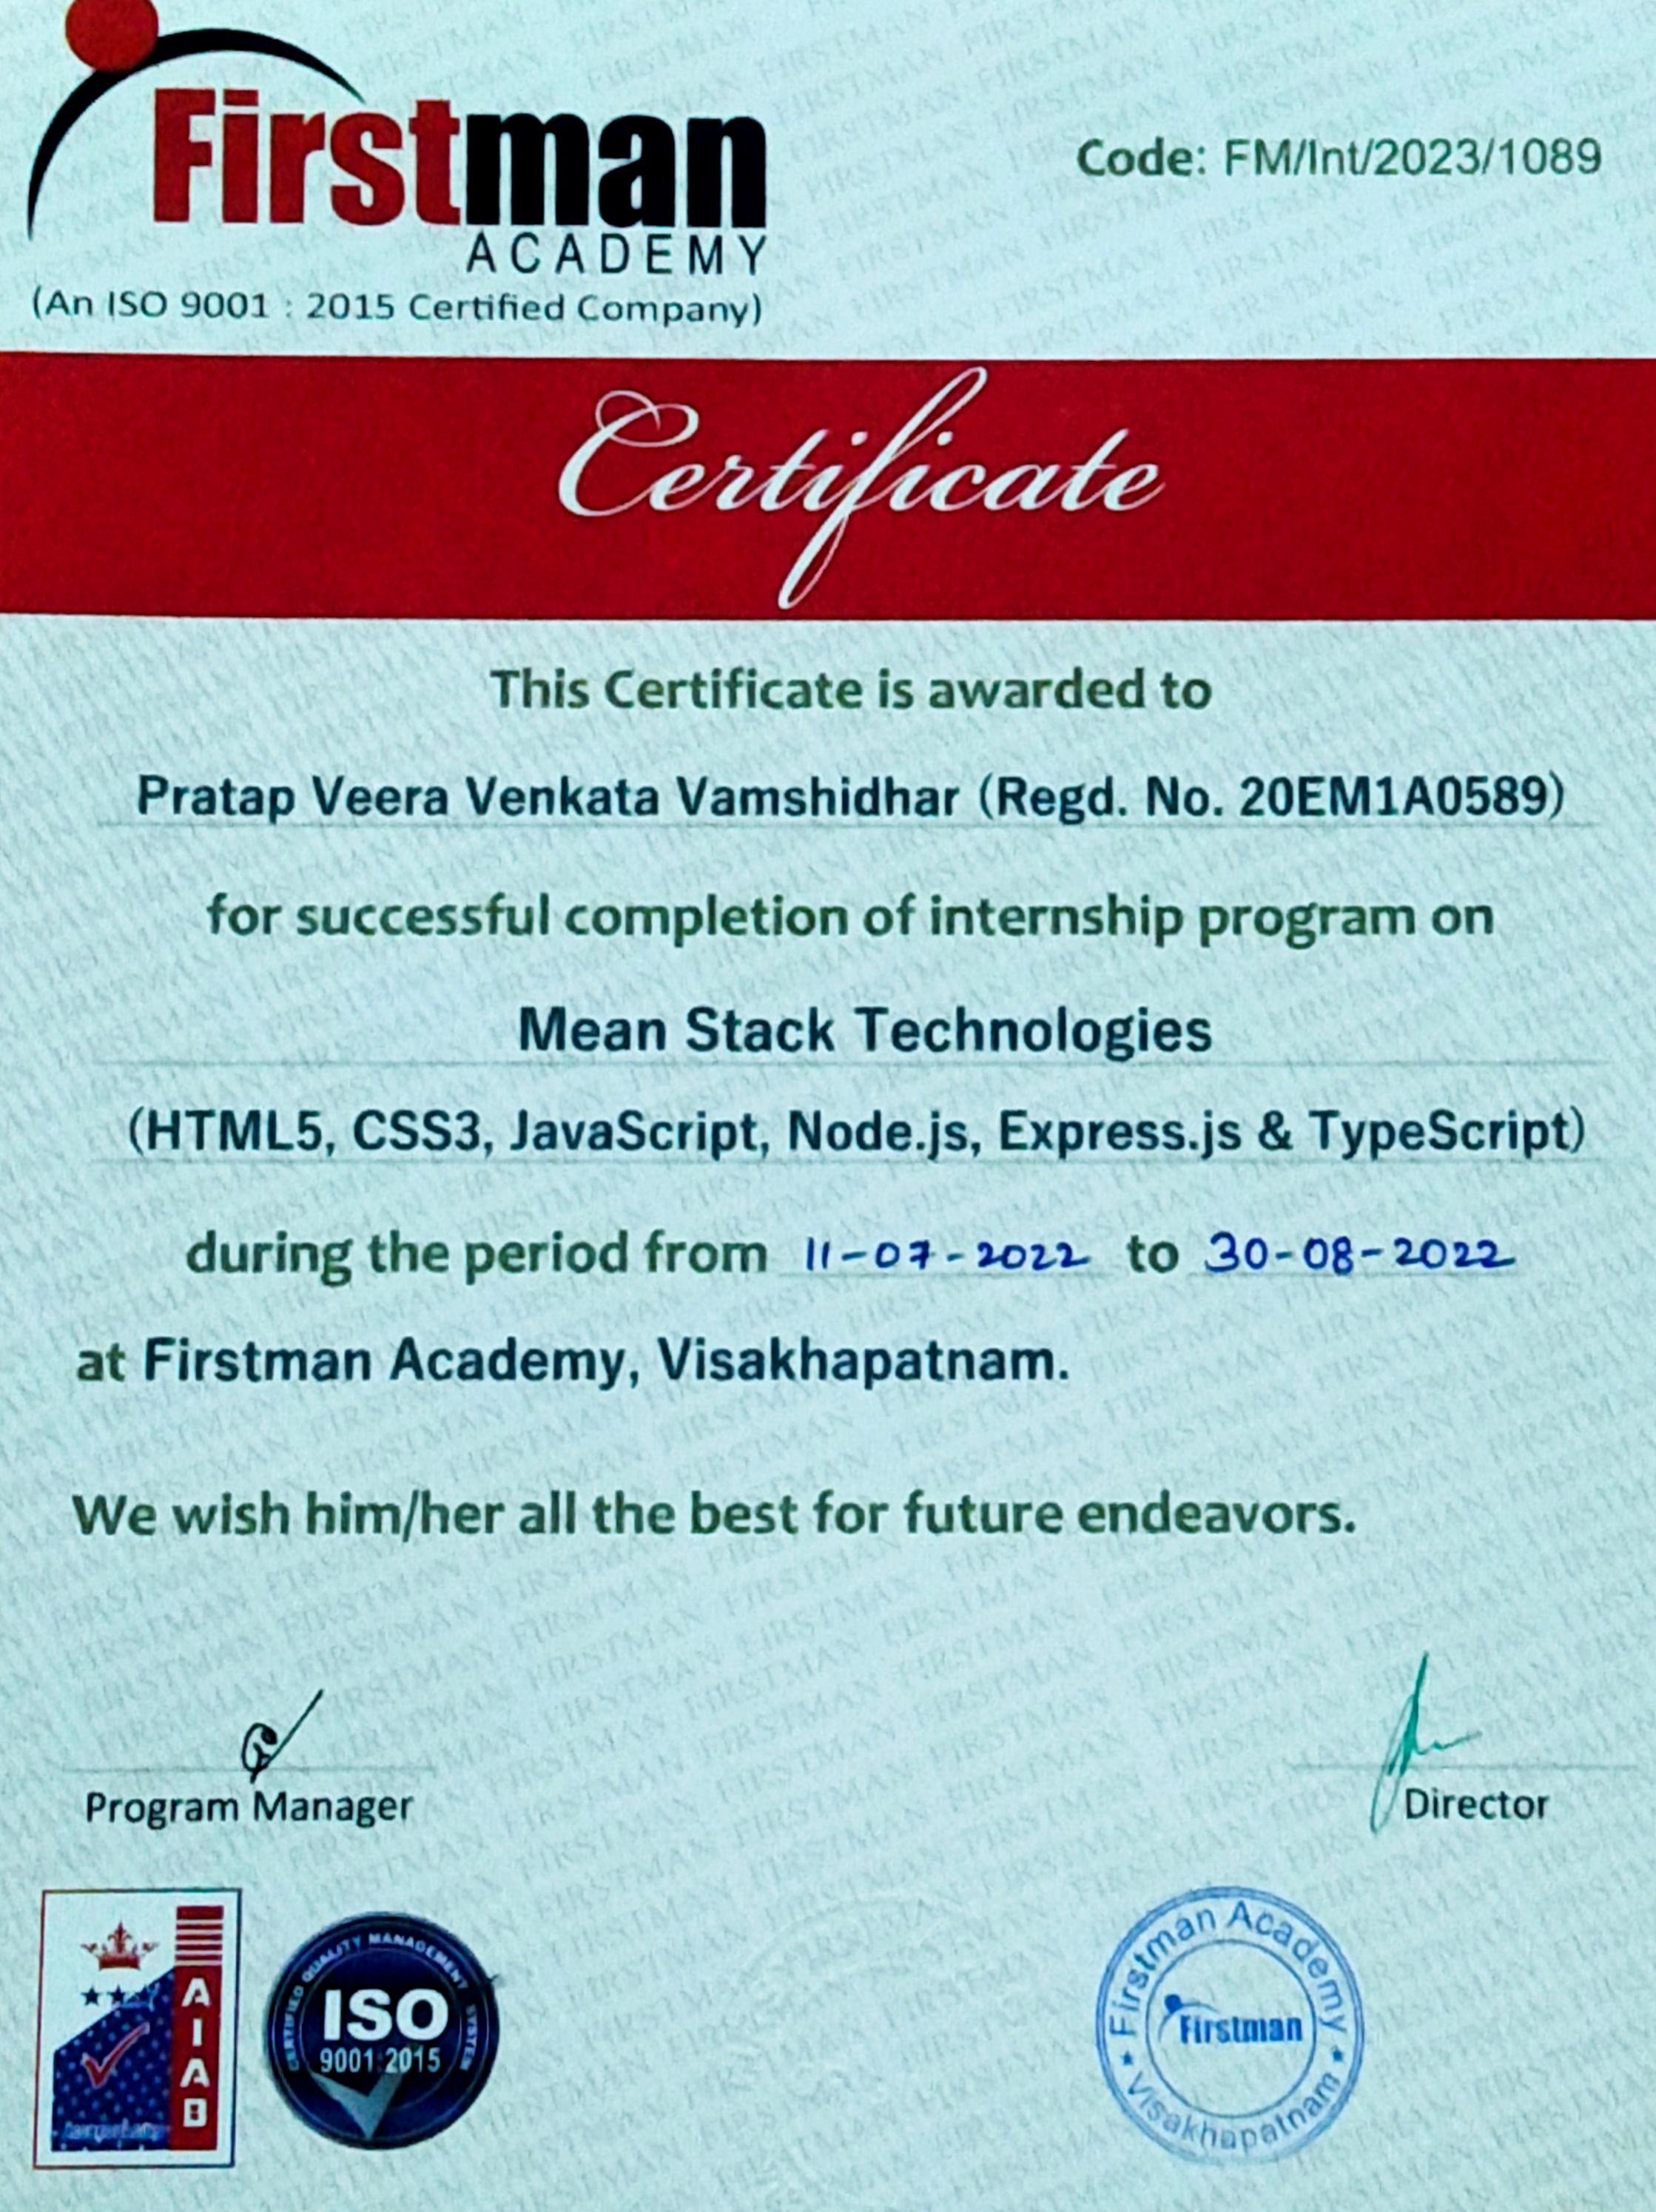 Firstman
ACADEMY
(An ISO 9001 : 2015 Certified Company)
Code: FM/Int/2023/1089
Certificate
This Certificate is awarded to
Pratap Veera Venkata Vamshidhar (Regd. No. 20EM1A0589)
for successful completion of internship program on
Mean Stack Technologies
(HTML5, CSS3, JavaScript, Node.js, Express.js & TypeScript)
during the period from 11-07-2022 to 30-08-2022
at Firstman Academy, Visakhapatnam.
We wish him/her all the best for future endeavors.
Program Manager
Director
AIAB
CERTIFIED QUALITY MANAGEMENT SYSTEM
ISO
9001:2015
Firstman Academy
Firstman
Visakhapatnam